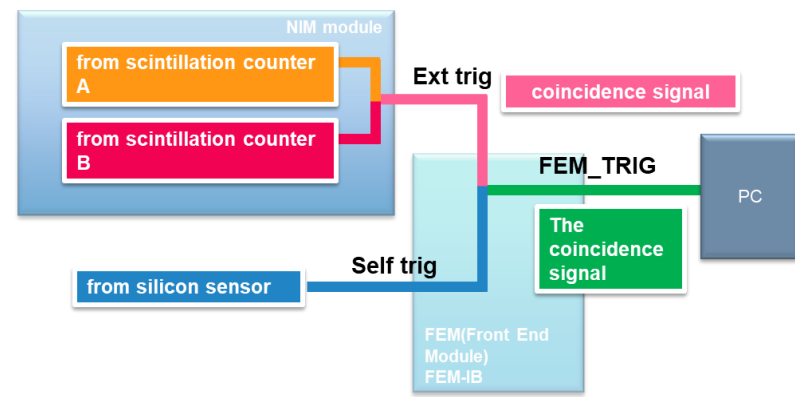 NIM module
from scintillation counter
A
from scintillation counter
B
Ext trig
coincidence signal
FEM_TRIG
PC
The
coincidence
signal
Self trig
from silicon sensor
FEM(Front End
Module)
FEM-IB